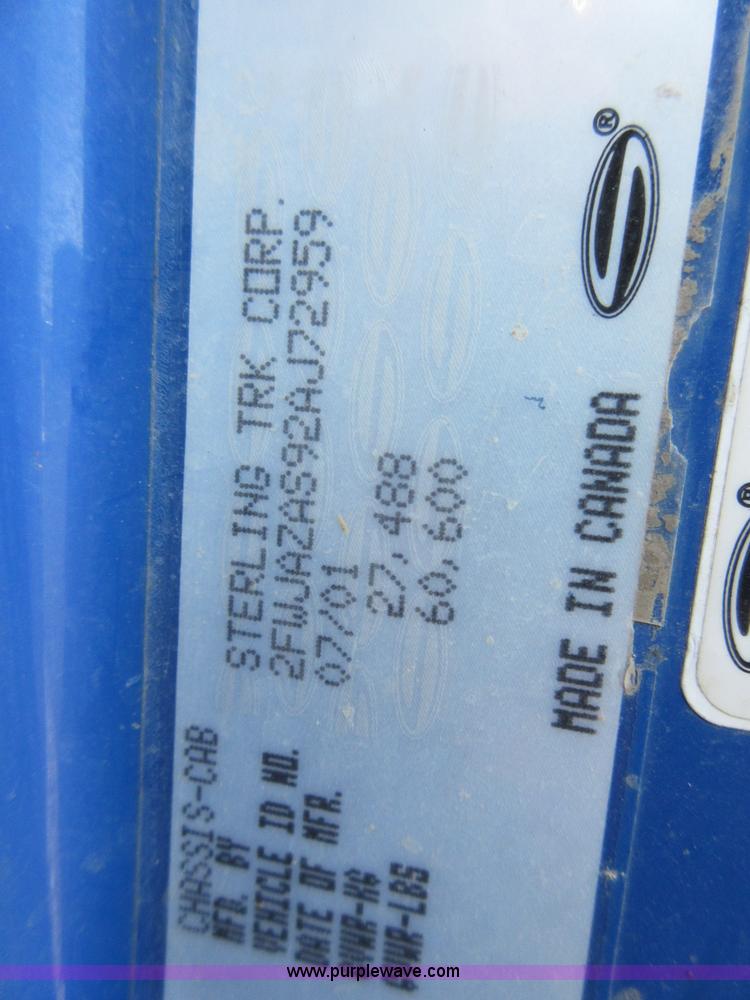 CHASSIS-CAB
MFD. BY STERLING TRK CORP.
VEHICLE ID NO. 2FWJAZAS92AJ72959
DATE OF MFR. 07/01
GVWR-KG 27,488
GVWR-LBS 60,600
MADE IN CANADA
®
®
www.purplewave.com